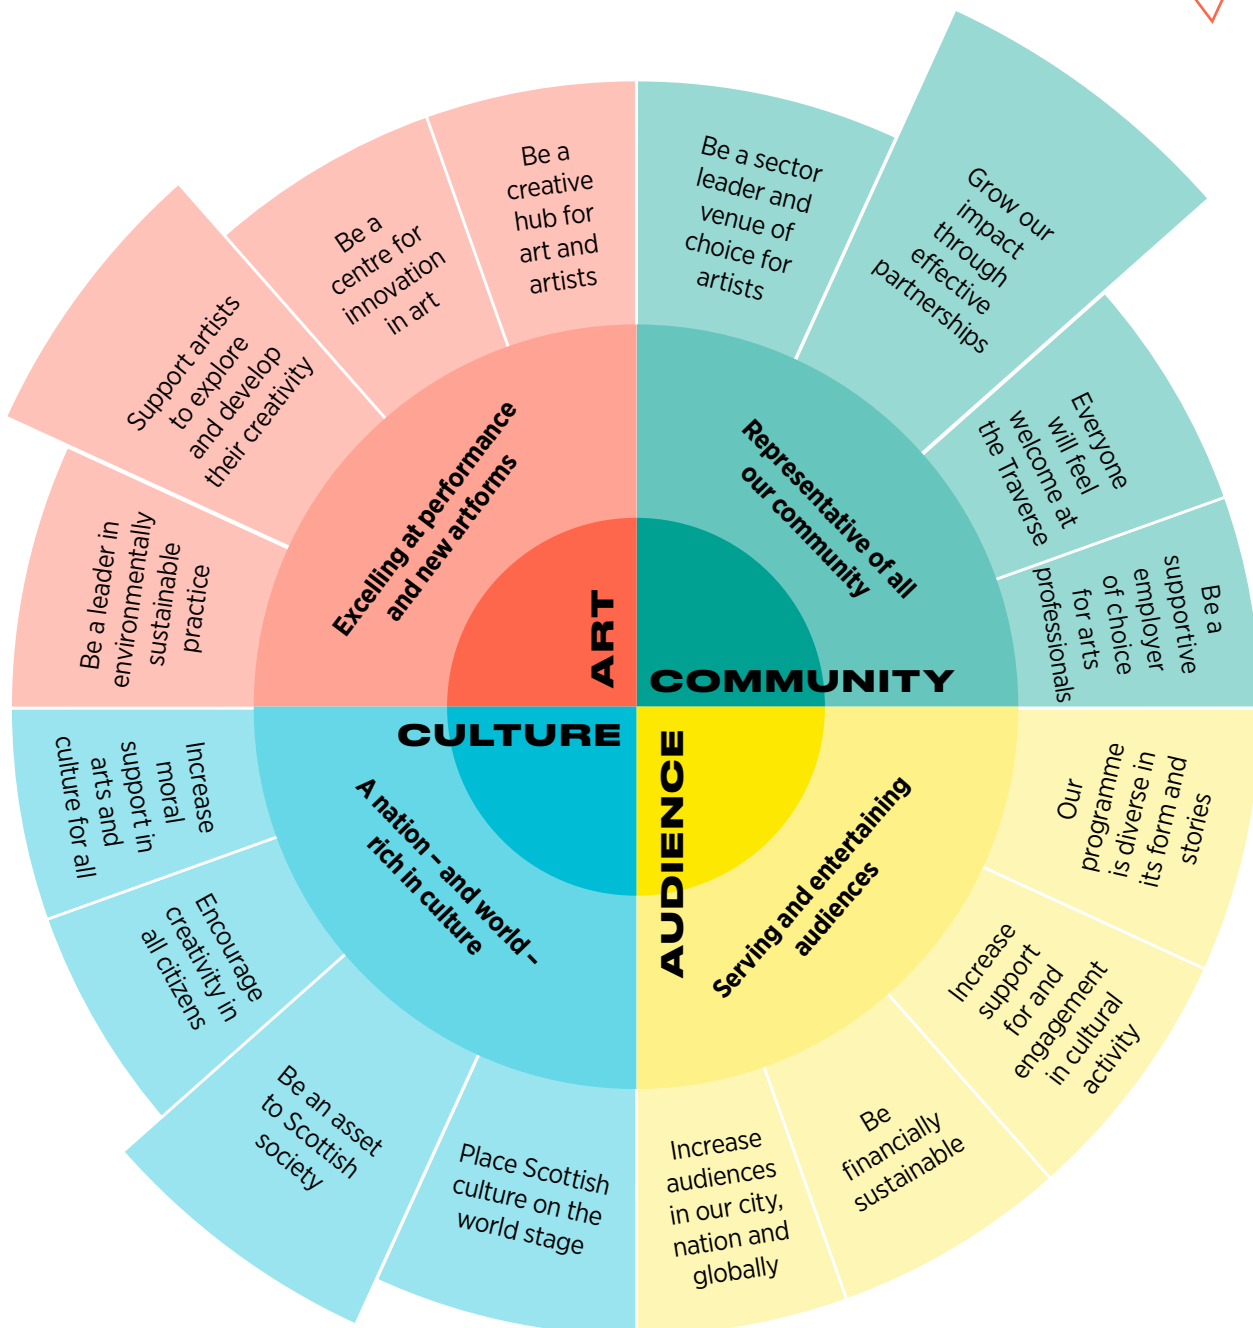 Be a
creative
hub for
art and
artists
Be a
centre for
innovation
in art
Support artists
to explore
and develop
their creativity
Be a leader in
environmentally
sustainable
practice
Excelling at performance
and new artforms
ART
Be a sector
leader and
venue of
choice for
artists
Grow our
impact
through
effective
partnerships
Everyone
will feel
welcome at
the Traverse
Be a
supportive
employer
of choice
for arts
professionals
Representative of all
our community
COMMUNITY
CULTURE
A nation – and world –
rich in culture
Increase
moral
support in
arts and
culture for all
Encourage
creativity in
all citizens
Be an asset
to Scottish
society
Place Scottish
culture on the
world stage
AUDIENCE
Serving and entertaining
audiences
Our
programme
is diverse in
its form and
stories
Increase
support
for and
engagement
in cultural
activity
Be
financially
sustainable
Increase
audiences
in our city,
nation and
globally